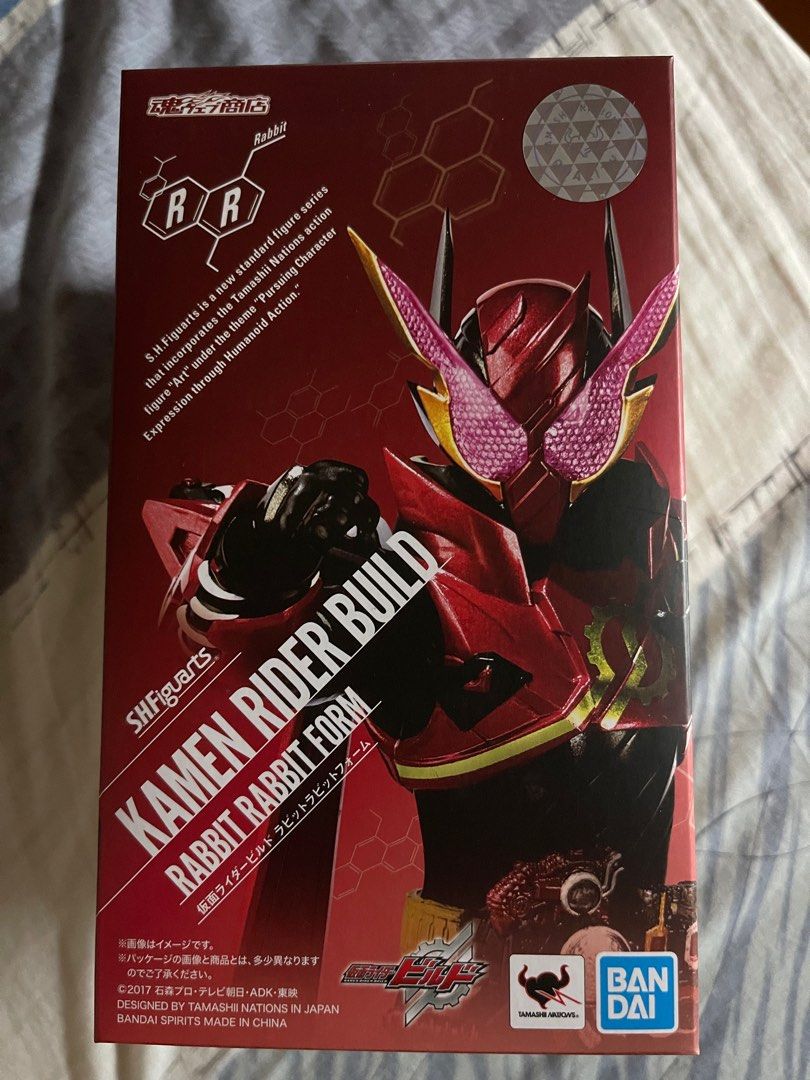 魂ウェブ商店
Rabbit
R R
S.H.Figuarts is a new standard figure series
that incorporates the Tamashii Nations action
figure "Art" under the theme "Pursuing Character
Expression through Humanoid Action."
S.H.Figuarts
KAMEN RIDER BUILD
RABBIT RABBIT FORM
仮面ライダービルド ラビットラビットフォーム
※画像はイメージです。
※パッケージの画像と商品とは、多少異なります
のでご了承ください。
©2017 石森プロ・テレビ朝日・ADK・東映
DESIGNED BY TAMASHII NATIONS IN JAPAN
BANDAI SPIRITS MADE IN CHINA
仮面ライダー
ビルド
TAMASHII NATIONS
BAN
DAI